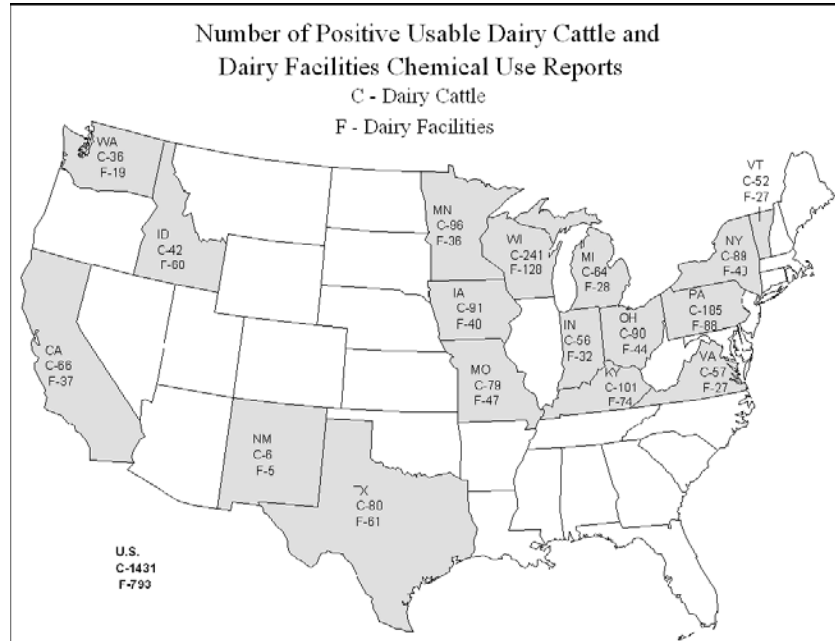 Number of Positive Usable Dairy Cattle and
Dairy Facilities Chemical Use Reports
C - Dairy Cattle
F - Dairy Facilities
WA
C-36
F-19
ID
C-42
F-60
CA
C-66
F-37
NM
C-6
F-5
TX
C-80
F-61
MN
C-96
F-36
WI
C-241
F-128
MI
C-64
F-28
IA
C-91
F-40
MO
C-79
F-47
IN
C-56
F-32
OH
C-90
F-44
KY
C-101
F-74
VT
C-52
F-27
NY
C-89
F-40
PA
C-185
F-88
VA
C-57
F-27
U.S.
C-1431
F-793